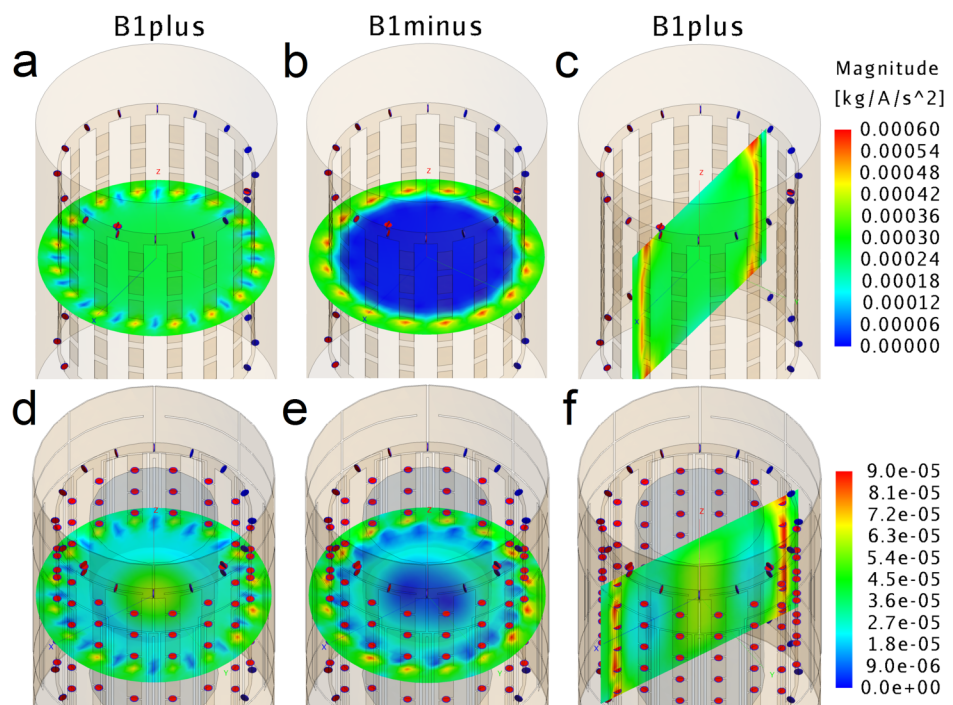 B1plus
B1minus
B1plus
a
b
c
Magnitude
[kg/A/s^2]
0.00060
0.00054
0.00048
0.00042
0.00036
0.00030
0.00024
0.00018
0.00012
0.00006
0.00000
Z
X
Z
Z
X
d
e
f
9.0e-05
8.1e-05
7.2e-05
6.3e-05
5.4e-05
4.5e-05
3.6e-05
2.7e-05
1.8e-05
9.0e-06
0.0e+00
Z
X
Y
Z
Y
Z
X
Y